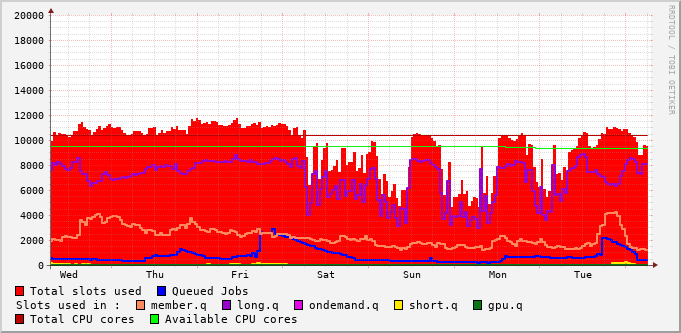 20000
18000
16000
14000
12000
10000
8000
6000
4000
2000
0
Wed Thu Fri Sat Sun Mon Tue
RRDTOOL / TOBI OETIKER
Total slots used Queued Jobs
Slots used in : member.q long.q ondemand.q short.q gpu.q
Total CPU cores Available CPU cores